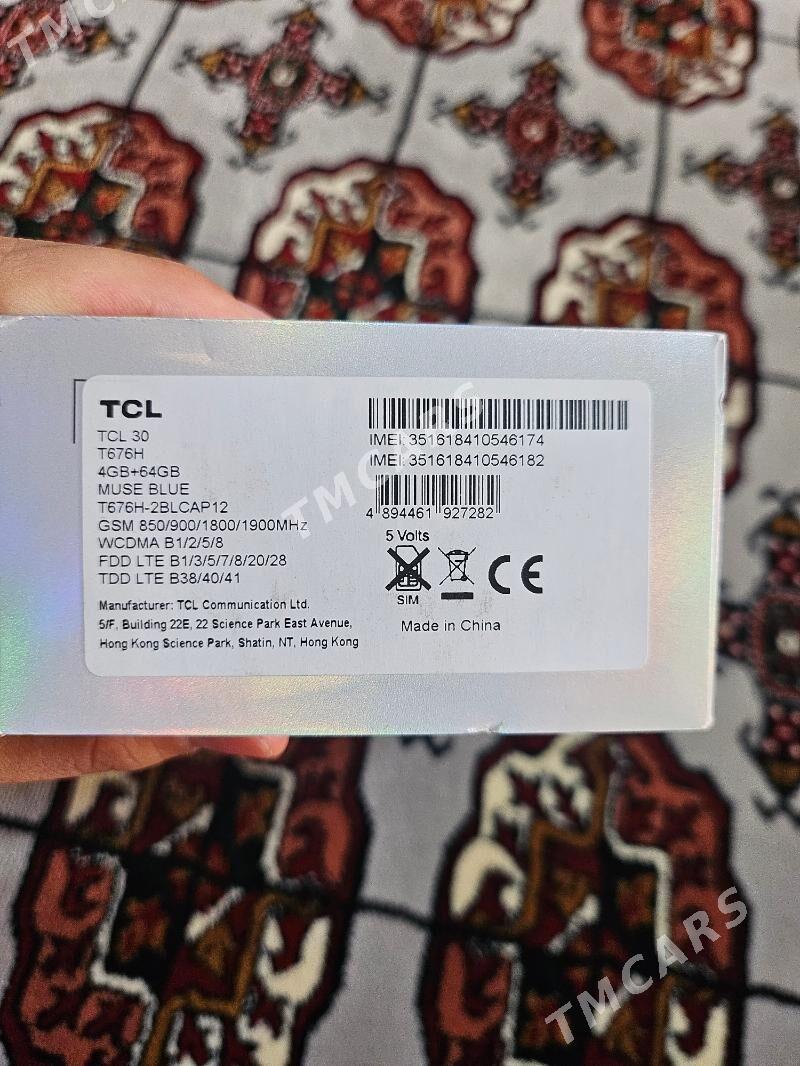 TCL
TCL 30
T676H
4GB+64GB
MUSE BLUE
T676H-2BLCAP12
GSM 850/900/1800/1900MHz
WCDMA B1/2/5/8
FDD LTE B1/3/5/7/8/20/28
TDD LTE B38/40/41
Manufacturer: TCL Communication Ltd.
5/F, Building 22E, 22 Science Park East Avenue,
Hong Kong Science Park, Shatin, NT, Hong Kong
IMEI: 351618410546174
IMEI: 351618410546182
4 894461 927282
5 Volts
SIM
CE
Made in China
TMCARS
TMCARS
TMCARS